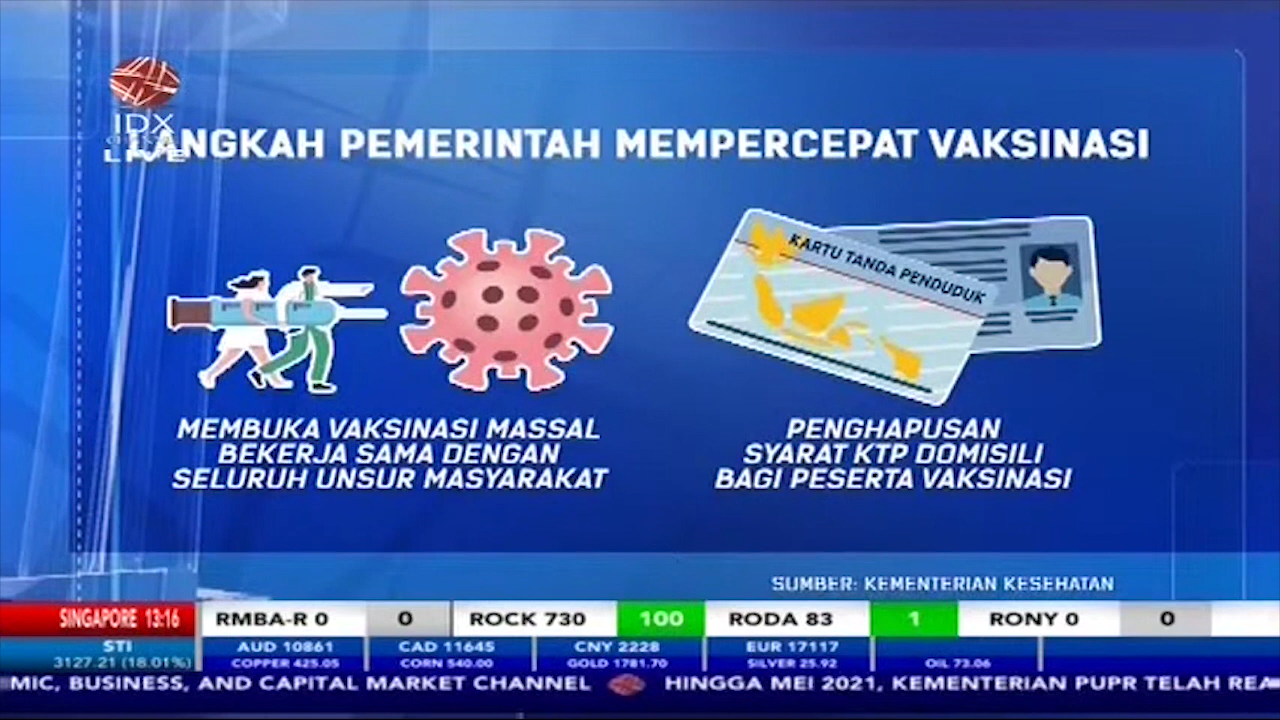 IDX
LIVE
LANGKAH PEMERINTAH MEMPERCEPAT VAKSINASI
KARTU TANDA PENDUDUK
MEMBUKA VAKSINASI MASSAL
BEKERJA SAMA DENGAN
SELURUH UNSUR MASYARAKAT
PENGHAPUSAN
SYARAT KTP DOMISILI
BAGI PESERTA VAKSINASI
SUMBER: KEMENTERIAN KESEHATAN
SINGAPORE 13:16 RMBA-R 0 0 ROCK 730 100 RODA 83 1 RONY 0 0
STI AUD 10861 CAD 11645 CNY 2228 EUR 17117
3127.21 (18.01%) COPPER 425.05 CORN 540.00 GOLD 1781.70 SILVER 25.92 OIL 73.06
MIC, BUSINESS, AND CAPITAL MARKET CHANNEL HINGGA MEI 2021, KEMENTERIAN PUPR TELAH REA